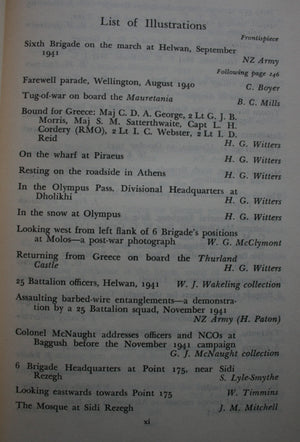 List of Illustrations
Frontispiece
Sixth Brigade on the march at Helwan, September
1941
NZ Army
Following page 246
Farewell parade, Wellington, August 1940
C. Boyer
Tug-of-war on board the Mauretania
B. C. Mills
Bound for Greece: Maj C. D. A. George, 2 Lt G. J. B.
Morris, Maj S. M. Satterthwaite, Capt L. H.
Cordery (RMO), 2 Lt I. C. Webster, 2 Lt I. D.
Reid
H. G. Witters
On the wharf at Piraeus
H. G. Witters
Resting on the roadside in Athens
H. G. Witters
In the Olympus Pass, Divisional Headquarters at
Dholikhi
H. G. Witters
In the snow at Olympus
H. G. Witters
Looking west from left flank of 6 Brigade's positions
at Molos—a post-war photograph
W. G. McClymont
Returning from Greece on board the Thurland
Castle
H. G. Witters
25 Battalion officers, Helwan, 1941
W. J. Wakeling collection
Assaulting barbed-wire entanglements—a demonstra-
tion by a 25 Battalion squad, November 1941
NZ Army (H. Paton)
Colonel McNaught addresses officers and NCOs at
Baggush before the November 1941 campaign
G. J. McNaught collection
6 Brigade Headquarters at Point 175, near Sidi
Rezegh
S. Lyle-Smythe
Looking eastwards towards Point 175
W. Timmins
The Mosque at Sidi Rezegh
J. M. Mitchell
xi